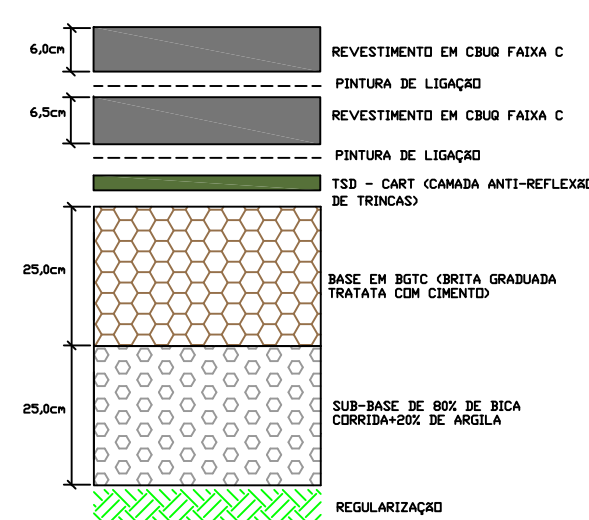 6,0cm
REVESTIMENTO EM CBUQ FAIXA C
PINTURA DE LIGAÇÃO
6,5cm
REVESTIMENTO EM CBUQ FAIXA C
PINTURA DE LIGAÇÃO
TSD - CART (CAMADA ANTI-REFLEXÃO
DE TRINCAS)
25,0cm
BASE EM BGTC (BRITA GRADUADA
TRATATA COM CIMENTO)
25,0cm
SUB-BASE DE 80% DE BICA
CORRIDA+20% DE ARGILA
REGULARIZAÇÃO